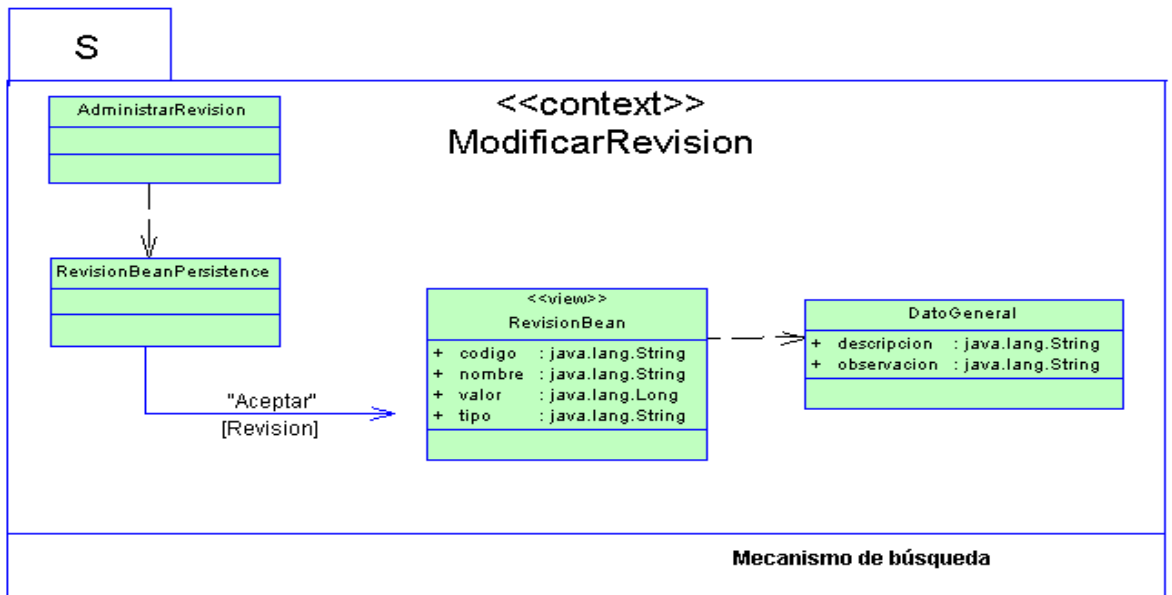 S
<<context>>
ModificarRevision
AdministrarRevision
RevisionBeanPersistence
"Aceptar"
[Revision]
<<view>>
RevisionBean
+ codigo : java.lang.String
+ nombre : java.lang.String
+ valor : java.lang.Long
+ tipo : java.lang.String
DatoGeneral
+ descripcion : java.lang.String
+ observacion : java.lang.String
Mecanismo de búsqueda